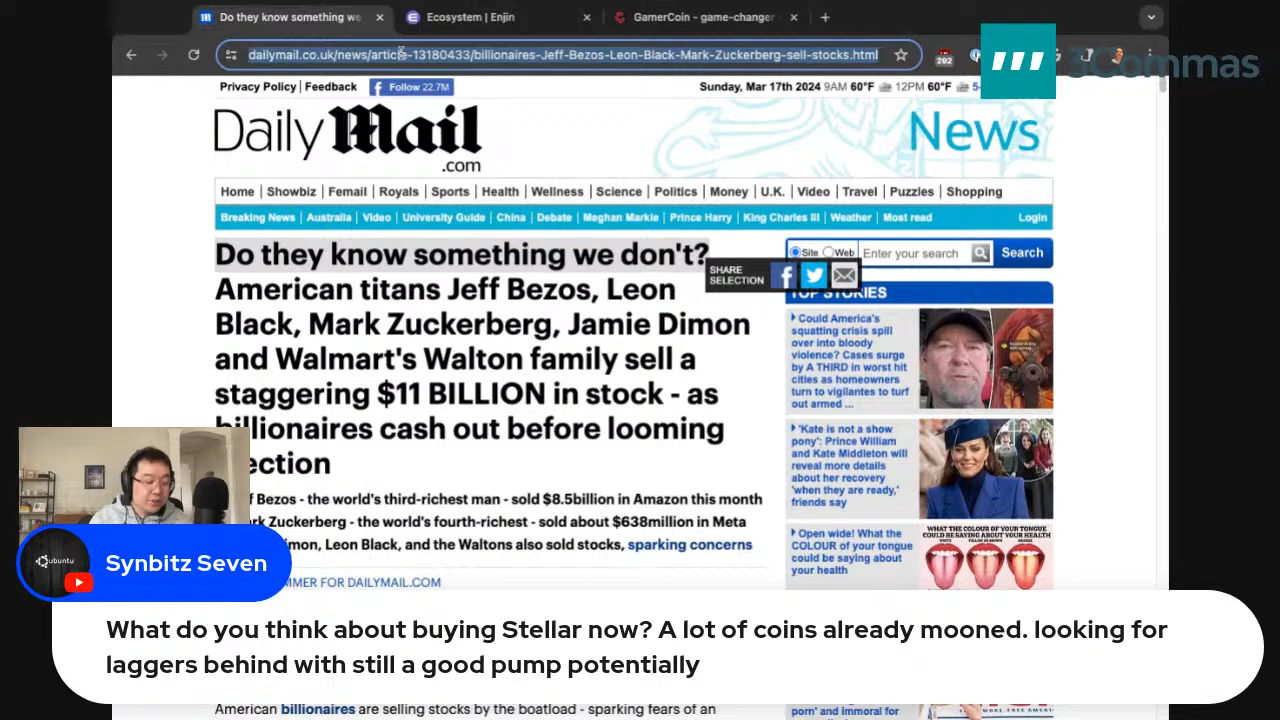 Do they know something we
Ecosystem | Enjin
GamerCoin - game-changer
dailymail.co.uk/news/article-13180433/billionaires-Jeff-Bezos-Leon-Black-Mark-Zuckerberg-sell-stocks.html
292
3Commas
Privacy Policy | Feedback
Follow 22.7M
Sunday, Mar 17th 2024 9AM 60°F 12PM 60°F
Daily Mail
.com
News
Home | Showbiz | Femail | Royals | Sports | Health | Wellness | Science | Politics | Money | U.K. | Video | Travel | Puzzles | Shopping
Breaking News | Australia | Video | University Guide | China | Debate | Meghan Markle | Prince Harry | King Charles III | Weather | Most read
Login
Do they know something we don't?
American titans Jeff Bezos, Leon
Black, Mark Zuckerberg, Jamie Dimon
and Walmart's Walton family sell a
staggering $11 BILLION in stock - as
billionaires cash out before looming
ection
SHARE
SELECTION
Site Web Enter your search Search
TOP STORIES
Could America's
squatting crisis spill
over into bloody
violence? Cases surge
by A THIRD in worst hit
cities as homeowners
turn to vigilantes to turf
out armed ...
'Kate is not a show
pony': Prince William
and Kate Middleton will
reveal more details
about her recovery
'when they are ready,'
friends say
Open wide! What the
COLOUR of your tongue
could be saying about
your health
WHAT THE COLOUR OF YOUR TONGUE
COULD BE SAYING ABOUT YOUR HEALTH
f Bezos - the world's third-richest man - sold $8.5billion in Amazon this month
rk Zuckerberg - the world's fourth-richest - sold about $638million in Meta
imon, Leon Black, and the Waltons also sold stocks, sparking concerns
MMER FOR DAILYMAIL.COM
ubuntu
Synbitz Seven
What do you think about buying Stellar now? A lot of coins already mooned. looking for
laggers behind with still a good pump potentially
American billionaires are selling stocks by the boatload - sparking fears of an
porn' and immoral for